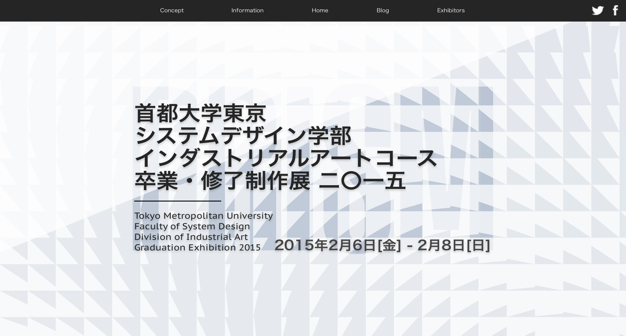 Concept Information Home Blog Exhibitors
首都大学東京
システムデザイン学部
インダストリアルアートコース
卒業・修了制作展 二〇一五
Tokyo Metropolitan University
Faculty of System Design
Division of Industrial Art
Graduation Exhibition 2015
2015年2月6日[金] - 2月8日[日]